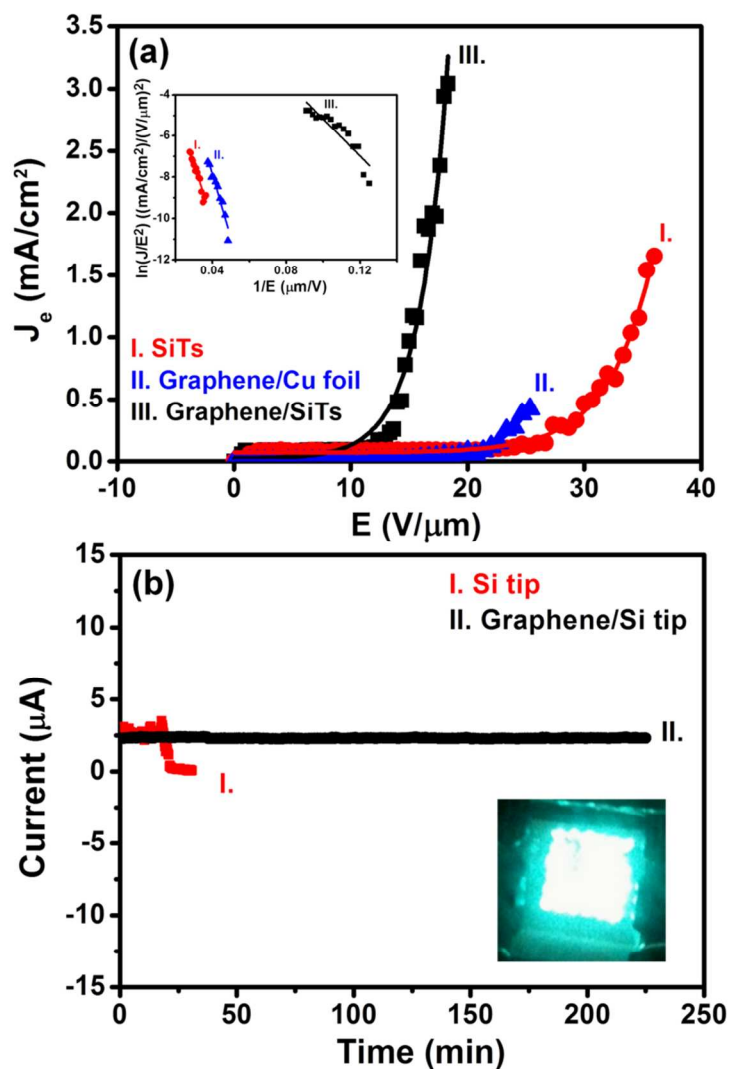 (a)
III.
3.5
3.0
2.5
2.0
1.5
1.0
0.5
0.0
J_e (mA/cm²)
-10
0
10
20
30
40
E (V/μm)
I.
II.
I. SiTs
II. Graphene/Cu foil
III. Graphene/SiTs
-4
-6
-8
-10
-12
ln(J/E²) ((mA/cm²)/(V/μm)²)
I.
II.
III.
0.04
0.08
0.12
1/E (μm/V)
(b)
I. Si tip
II. Graphene/Si tip
15
10
5
0
-5
-10
-15
Current (μA)
I.
II.
0
50
100
150
200
250
Time (min)